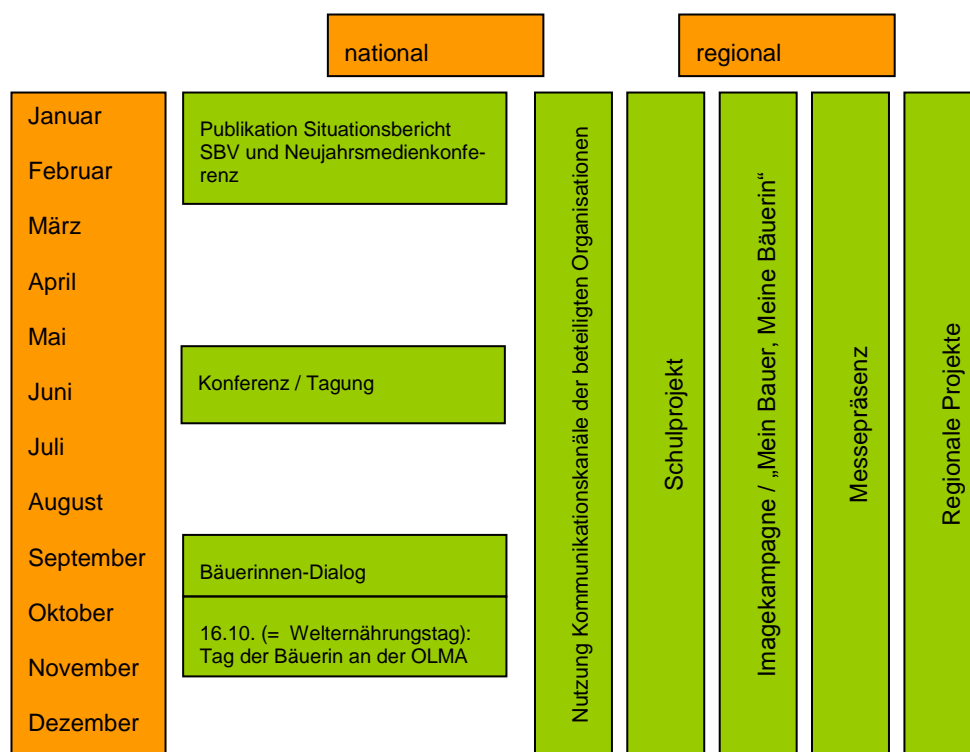 national
regional
Januar
Februar
März
April
Mai
Juni
Juli
August
September
Oktober
November
Dezember
Publikation Situationsbericht
SBV und Neujahrsmedienkonfe-
renz
Konferenz / Tagung
Bäuerinnen-Dialog
16.10. (= Welternährungstag):
Tag der Bäuerin an der OLMA
Nutzung Kommunikationskanäle der beteiligten Organisationen
Schulprojekt
Imagekampagne / „Mein Bauer, Meine Bäuerin“
Messepräsenz
Regionale Projekte